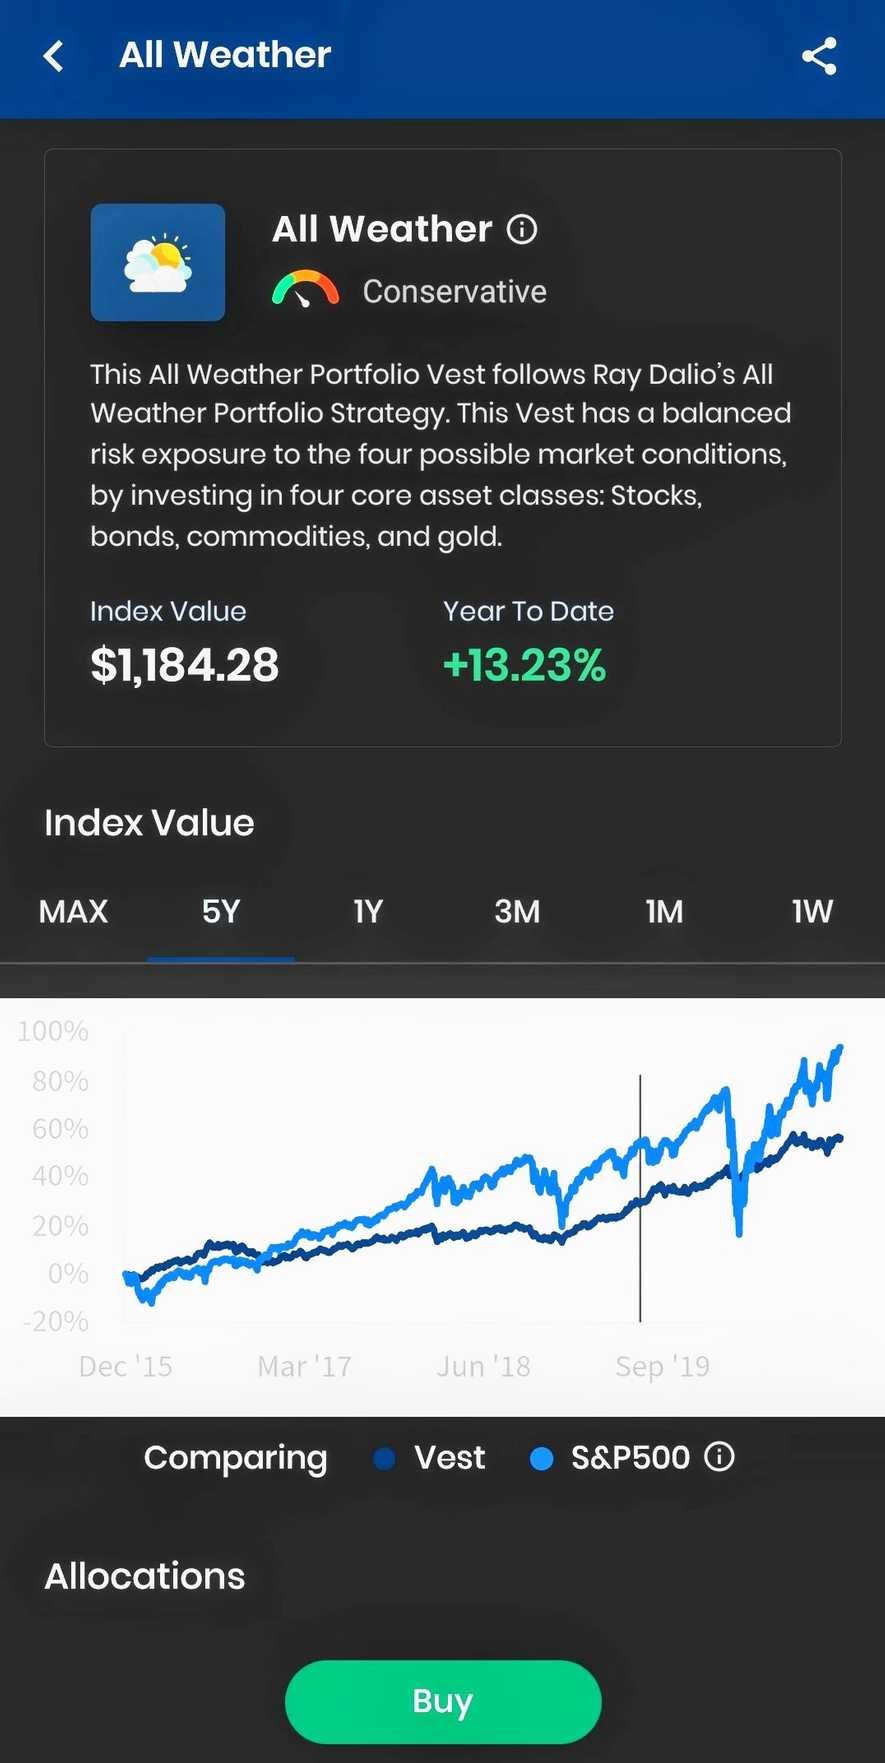 All Weather
All Weather
Conservative
This All Weather Portfolio Vest follows Ray Dalio’s All
Weather Portfolio Strategy. This Vest has a balanced
risk exposure to the four possible market conditions,
by investing in four core asset classes: Stocks,
bonds, commodities, and gold.
Index Value Year To Date
$1,184.28 +13.23%
Index Value
MAX 5Y 1Y 3M 1M 1W
100%
80%
60%
40%
20%
0%
-20%
Dec '15 Mar '17 Jun '18 Sep '19
Comparing Vest S&P500
Allocations
Buy